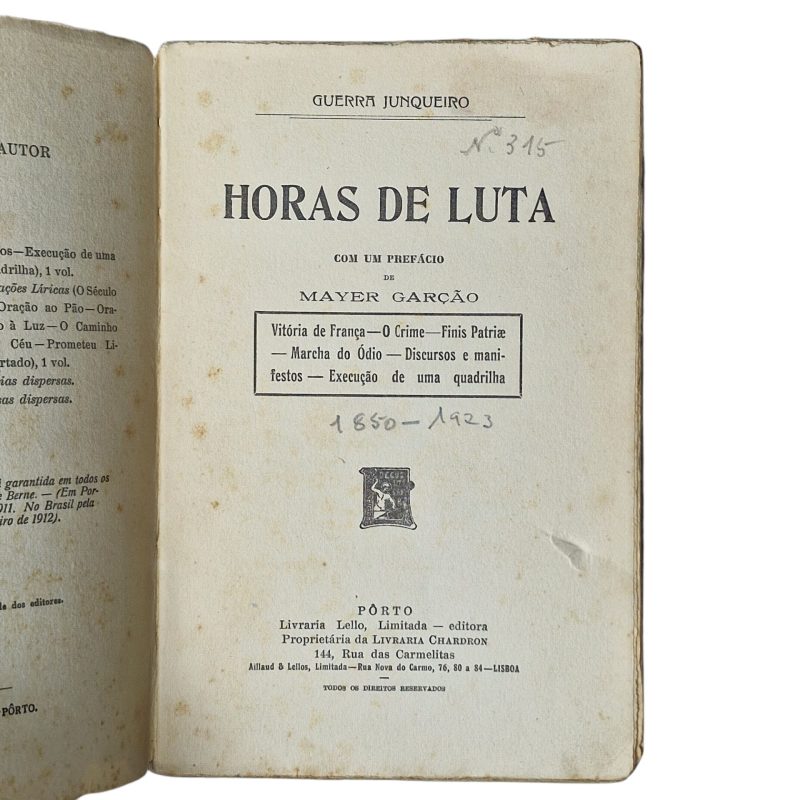 AUTOR
os—Execução de uma
drilha), 1 vol.
ações Líricas (O Século
Oração ao Pão—Ora-
o à Luz—O Caminho
Céu—Prometeu Li-
rtado), 1 vol.
ias dispersas.
sas dispersas.
garantida em todos os
e Berne. — (Em Por-
911. No Brasil pela
iro de 1912).
de dos editores.
PÔRTO.
GUERRA JUNQUEIRO
Nº 315
HORAS DE LUTA
COM UM PREFÁCIO
DE
MAYER GARÇÃO
Vitória de França—O Crime—Finis Patriæ
— Marcha do Ódio — Discursos e mani-
festos — Execução de uma quadrilha
1850-1923
PÔRTO
Livraria Lello, Limitada — editora
Proprietária da LIVRARIA CHARDRON
144, Rua das Carmelitas
Aillaud & Lellos, Limitada—Rua Nova do Carmo, 76, 80 a 84—LISBOA
TODOS OS DIREITOS RESERVADOS